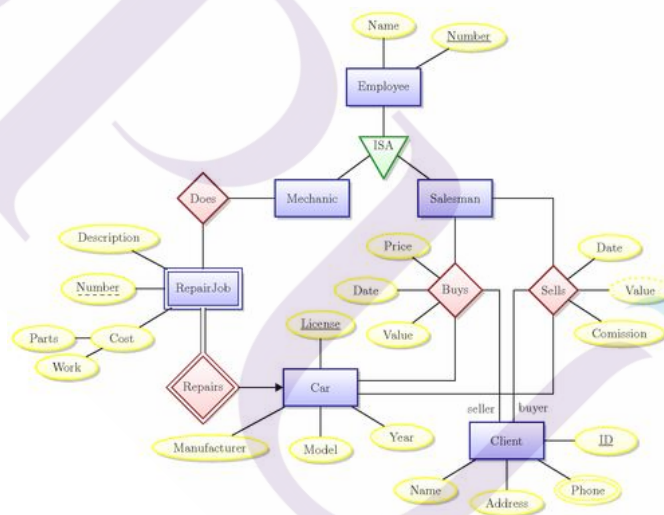 Name
Number
Employee
ISA
Does
Mechanic
Salesman
Description
Price
Date
Number
RepairJob
Date
Buys
Sells
Value
License
Value
Comission
Parts
Cost
Work
Repairs
Car
seller
buyer
Manufacturer
Model
Year
Client
ID
Name
Address
Phone